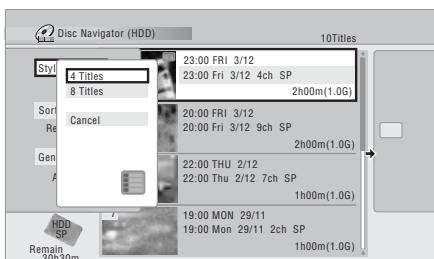 Disc Navigator (HDD)
10Titles
Styl
4 Titles
8 Titles
Cancel
Sort
Re
Gen
A
23:00 FRI 3/12
23:00 Fri 3/12 4ch SP
2h00m(1.0G)
20:00 FRI 3/12
20:00 Fri 3/12 9ch SP
2h00m(1.0G)
22:00 THU 2/12
22:00 Thu 2/12 7ch SP
1h00m(1.0G)
7
19:00 MON 29/11
19:00 Mon 29/11 2ch SP
1h00m(1.0G)
HDD
SP
Remain
30h30m